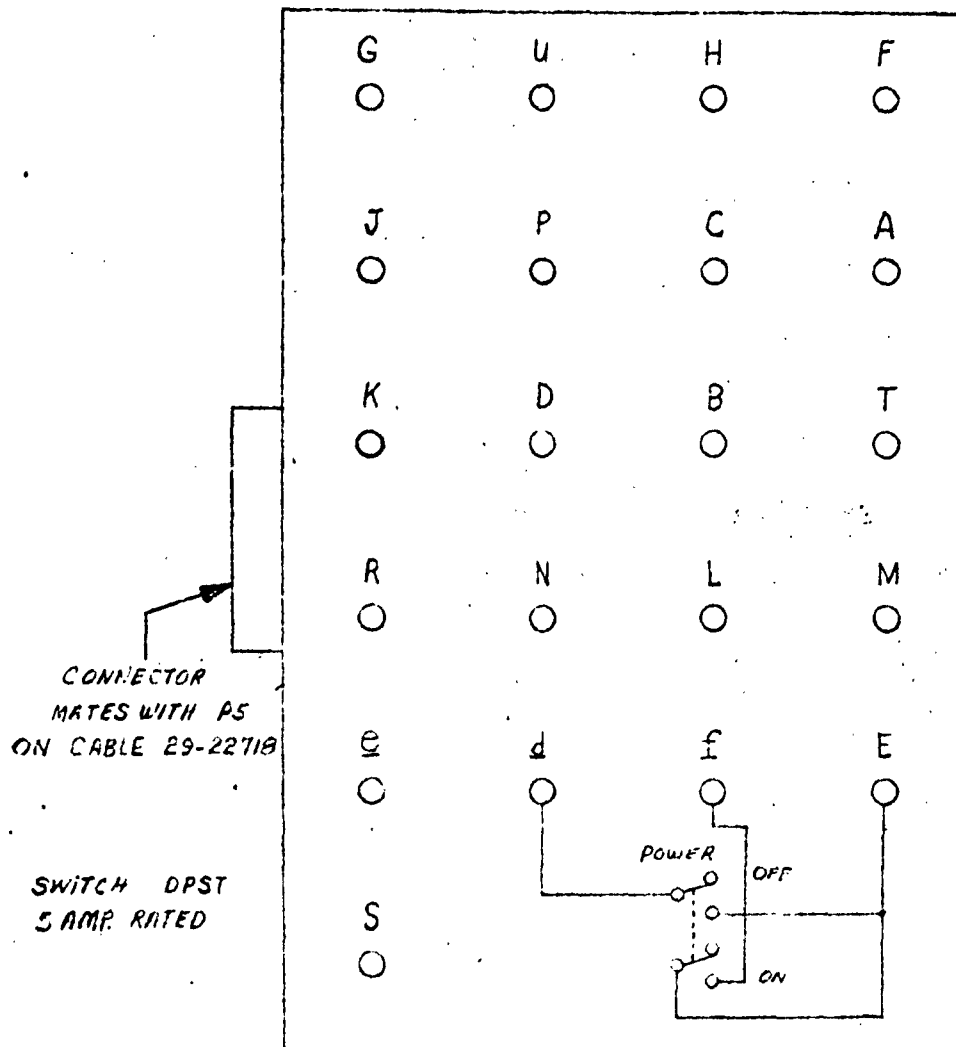 G U H F
J P C A
K D B T
R N L M
CONNECTOR
MATES WITH P5
ON CABLE 29-22718
e d f E
POWER
OFF
SWITCH DPST
5 AMP. RATED
S
ON